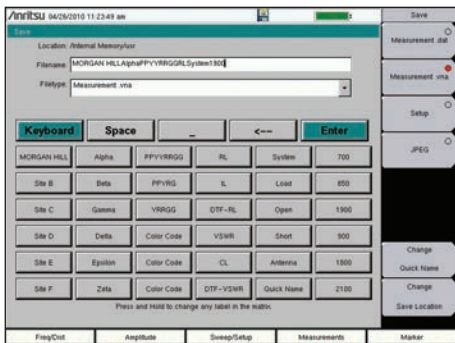 Anritsu 04/26/2010 11:23:49 am
Save
Save
Location: /Internal Memory/usr
Filename: MORGAN HILLAlphaPPVYVRRGGRLSystem1900
Filetype: Measurement .vna
Measurement .dat
Measurement .vna
Setup
JPEG
Keyboard Space _ <-- Enter
MORGAN HILL Alpha PPVYRRGG RL System 700
Site B Beta PPVRG IL Load 850
Site C Gamma YRRGG DTF-RL Open 1900
Site D Delta Color Code VSWR Short 900
Site E Epsilon Color Code CL Antenna 1800
Site F Zeta Color Code DTF-VSWR Quick Name 2100
Press and Hold to change any label in the matrix.
Change
Quick Name
Change
Save Location
Freq/Dist Amplitude Sweep/Setup Measurements Marker